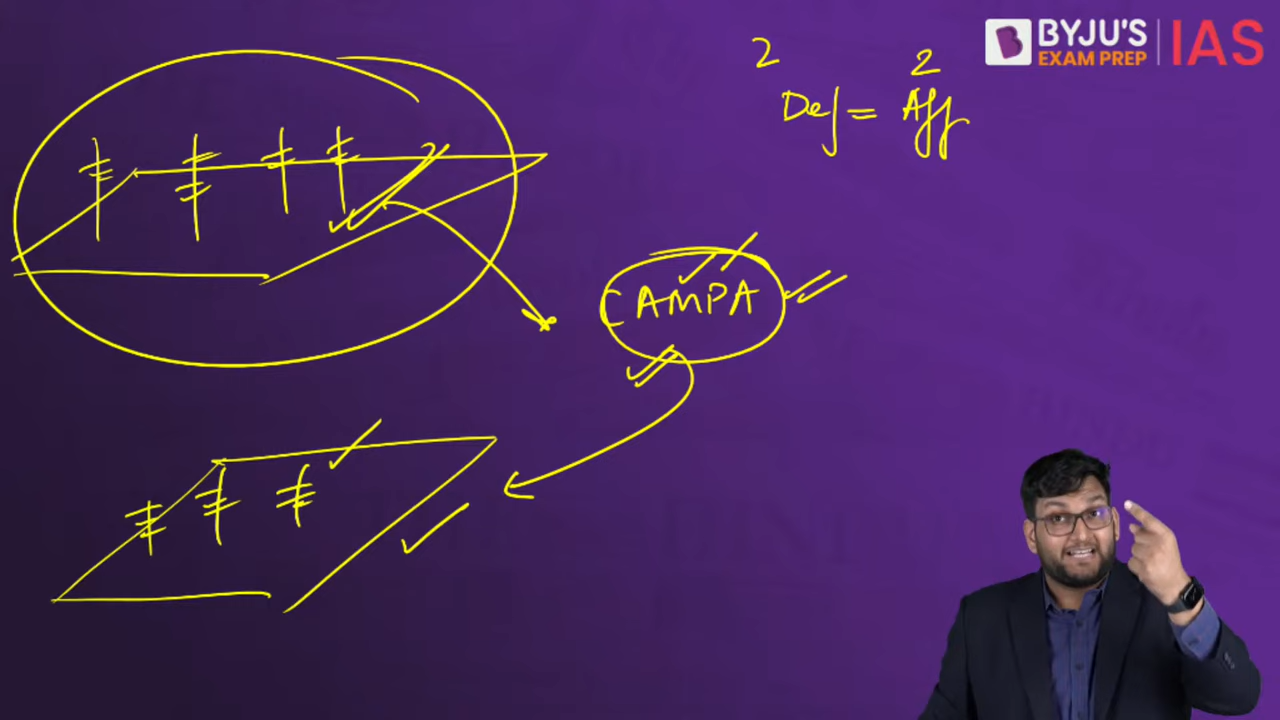 BYJU'S
EXAM PREP
IAS
2 2
Def = Aff
CAMPA